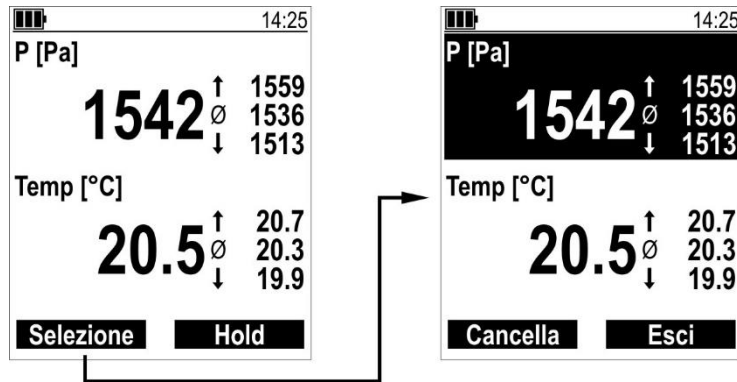 14:25
P [Pa]
1542 ↑ 1559
Ø 1536
↓ 1513
Temp [°C]
20.5 ↑ 20.7
Ø 20.3
↓ 19.9
Selezione Hold
14:25
P [Pa]
1542 ↑ 1559
Ø 1536
↓ 1513
Temp [°C]
20.5 ↑ 20.7
Ø 20.3
↓ 19.9
Cancella Esci